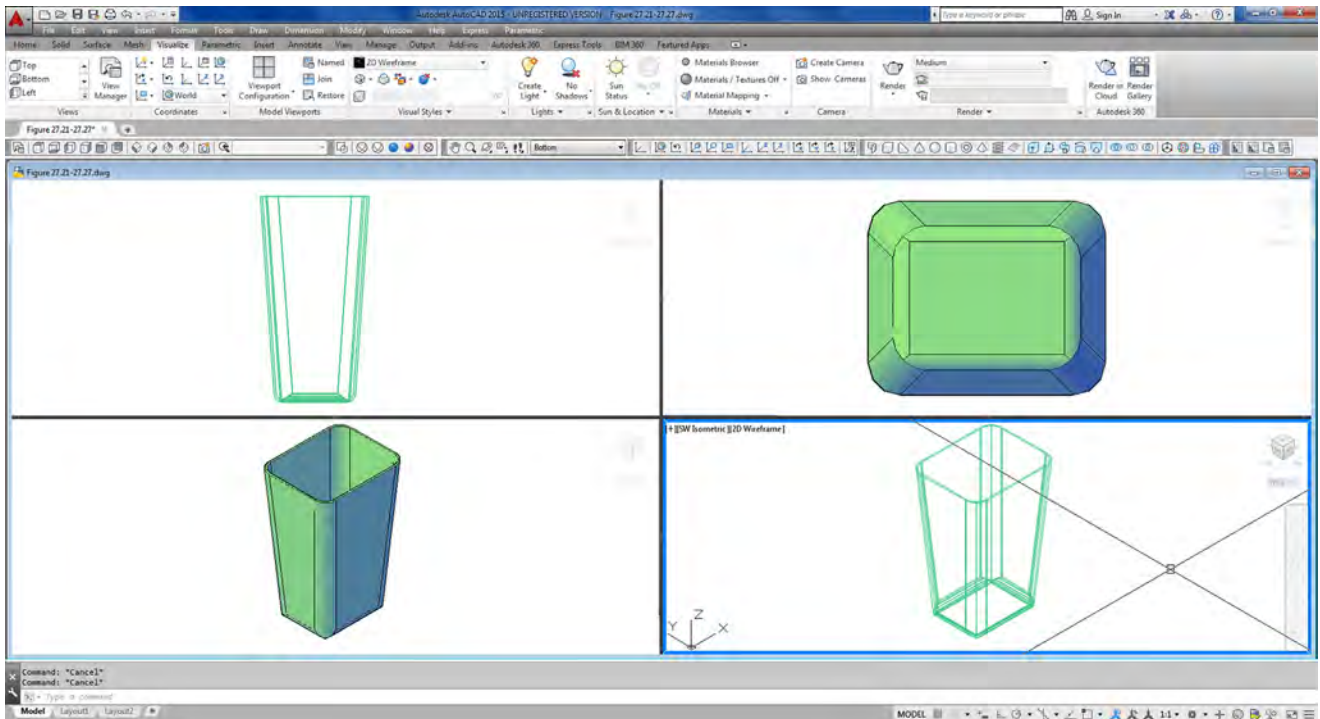 Autodesk AutoCAD 2015 - UNREGISTERED VERSION Figure 27.21-27.27.dwg
Type a keyword or phrase
Sign In
File Edit View Insert Format Tools Draw Dimension Modify Window Help Express Parametric
Home Solid Surface Mesh Visualize Parametric Insert Annotate View Manage Output Add-ins Autodesk 360 Express Tools BIM 360 Featured Apps
Top
Bottom
Left
View Manager
World
Viewport Configuration
Named
Join
Restore
2D Wireframe
Create Light
No Shadows
Sun Status
Materials Browser
Materials / Textures Off
Material Mapping
Create Camera
Show Cameras
Render
Medium
Render in Cloud
Render Gallery
Views Coordinates Model Viewports Visual Styles Lights Sun & Location Materials Camera Render Autodesk 360
Figure 27.21-27.27*
Bottom
Figure 27.21-27.27.dwg
[+][SW Isometric][2D Wireframe]
Z
Y X
Command: *Cancel*
Command: *Cancel*
Type a command
Model Layout1 Layout2 +
MODEL 1:1